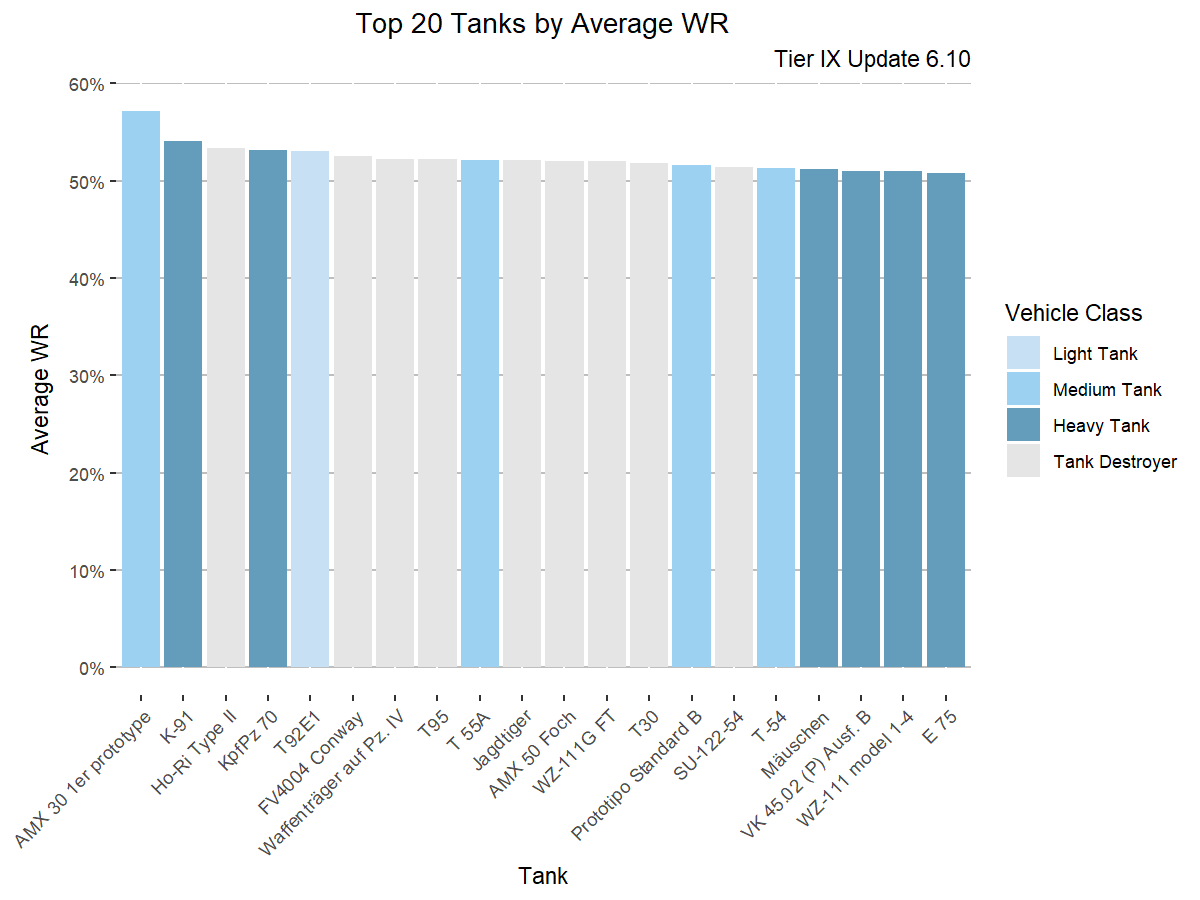 Top 20 Tanks by Average WR
Tier IX Update 6.10
60%
50%
40%
30%
20%
10%
0%
Average WR
AMX 30 1er prototype
K-91
Ho-Ri Type II
KpfPz 70
T92E1
FV4004 Conway
Waffenträger auf Pz. IV
T95
T 55A
Jagdtiger
AMX 50 Foch
WZ-111G FT
T30
Prototipo Standard B
SU-122-54
T-54
Mäuschen
VK 45.02 (P) Ausf. B
WZ-111 model 1-4
E 75
Tank
Vehicle Class
Light Tank
Medium Tank
Heavy Tank
Tank Destroyer